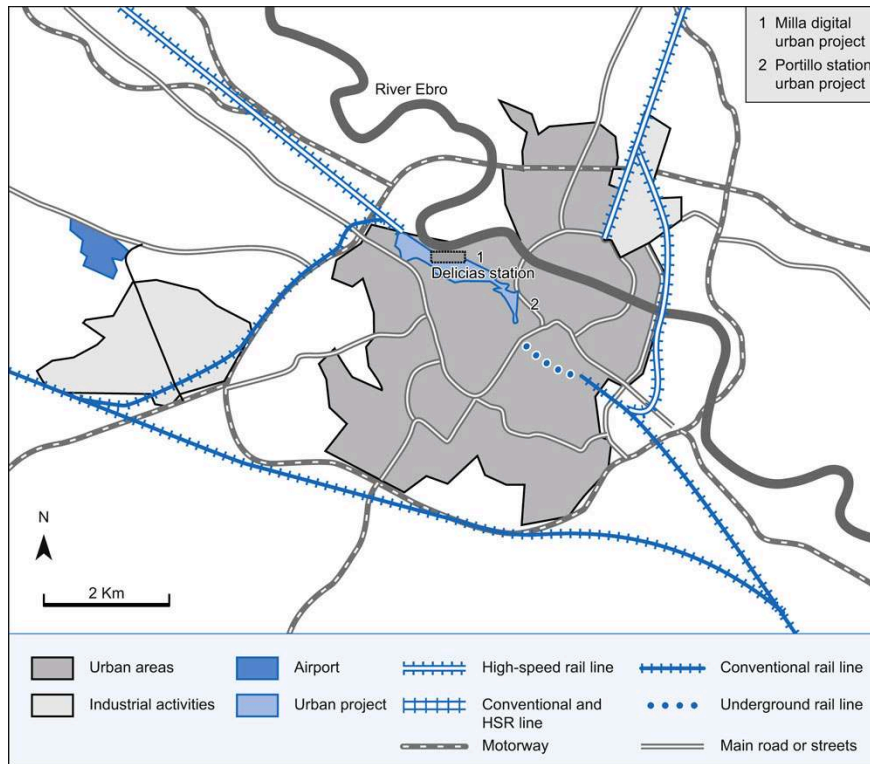 1 Milla digital
urban project
2 Portillo station
urban project
River Ebro
1
Delicias station
2
N
2 Km
Urban areas
Airport
High-speed rail line
Conventional rail line
Industrial activities
Urban project
Conventional and
HSR line
Underground rail line
Motorway
Main road or streets